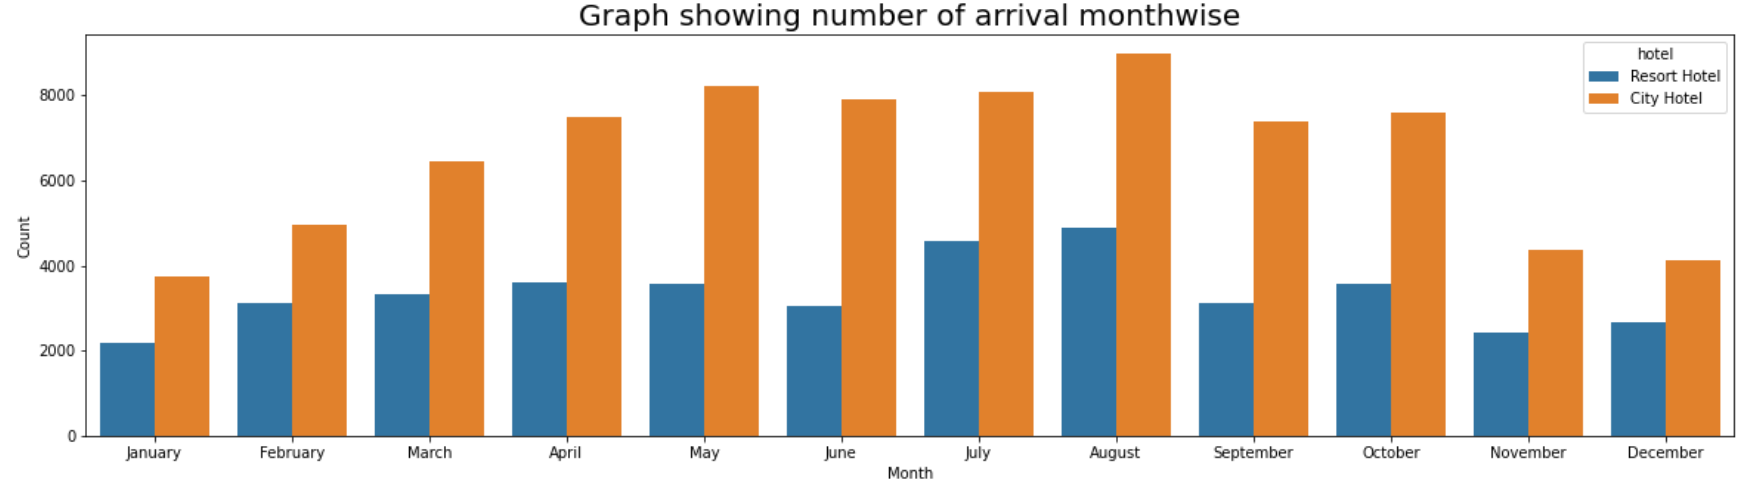 Graph showing number of arrival monthwise
hotel
Resort Hotel
City Hotel
Count
8000
6000
4000
2000
0
January February March April May June July August September October November December
Month